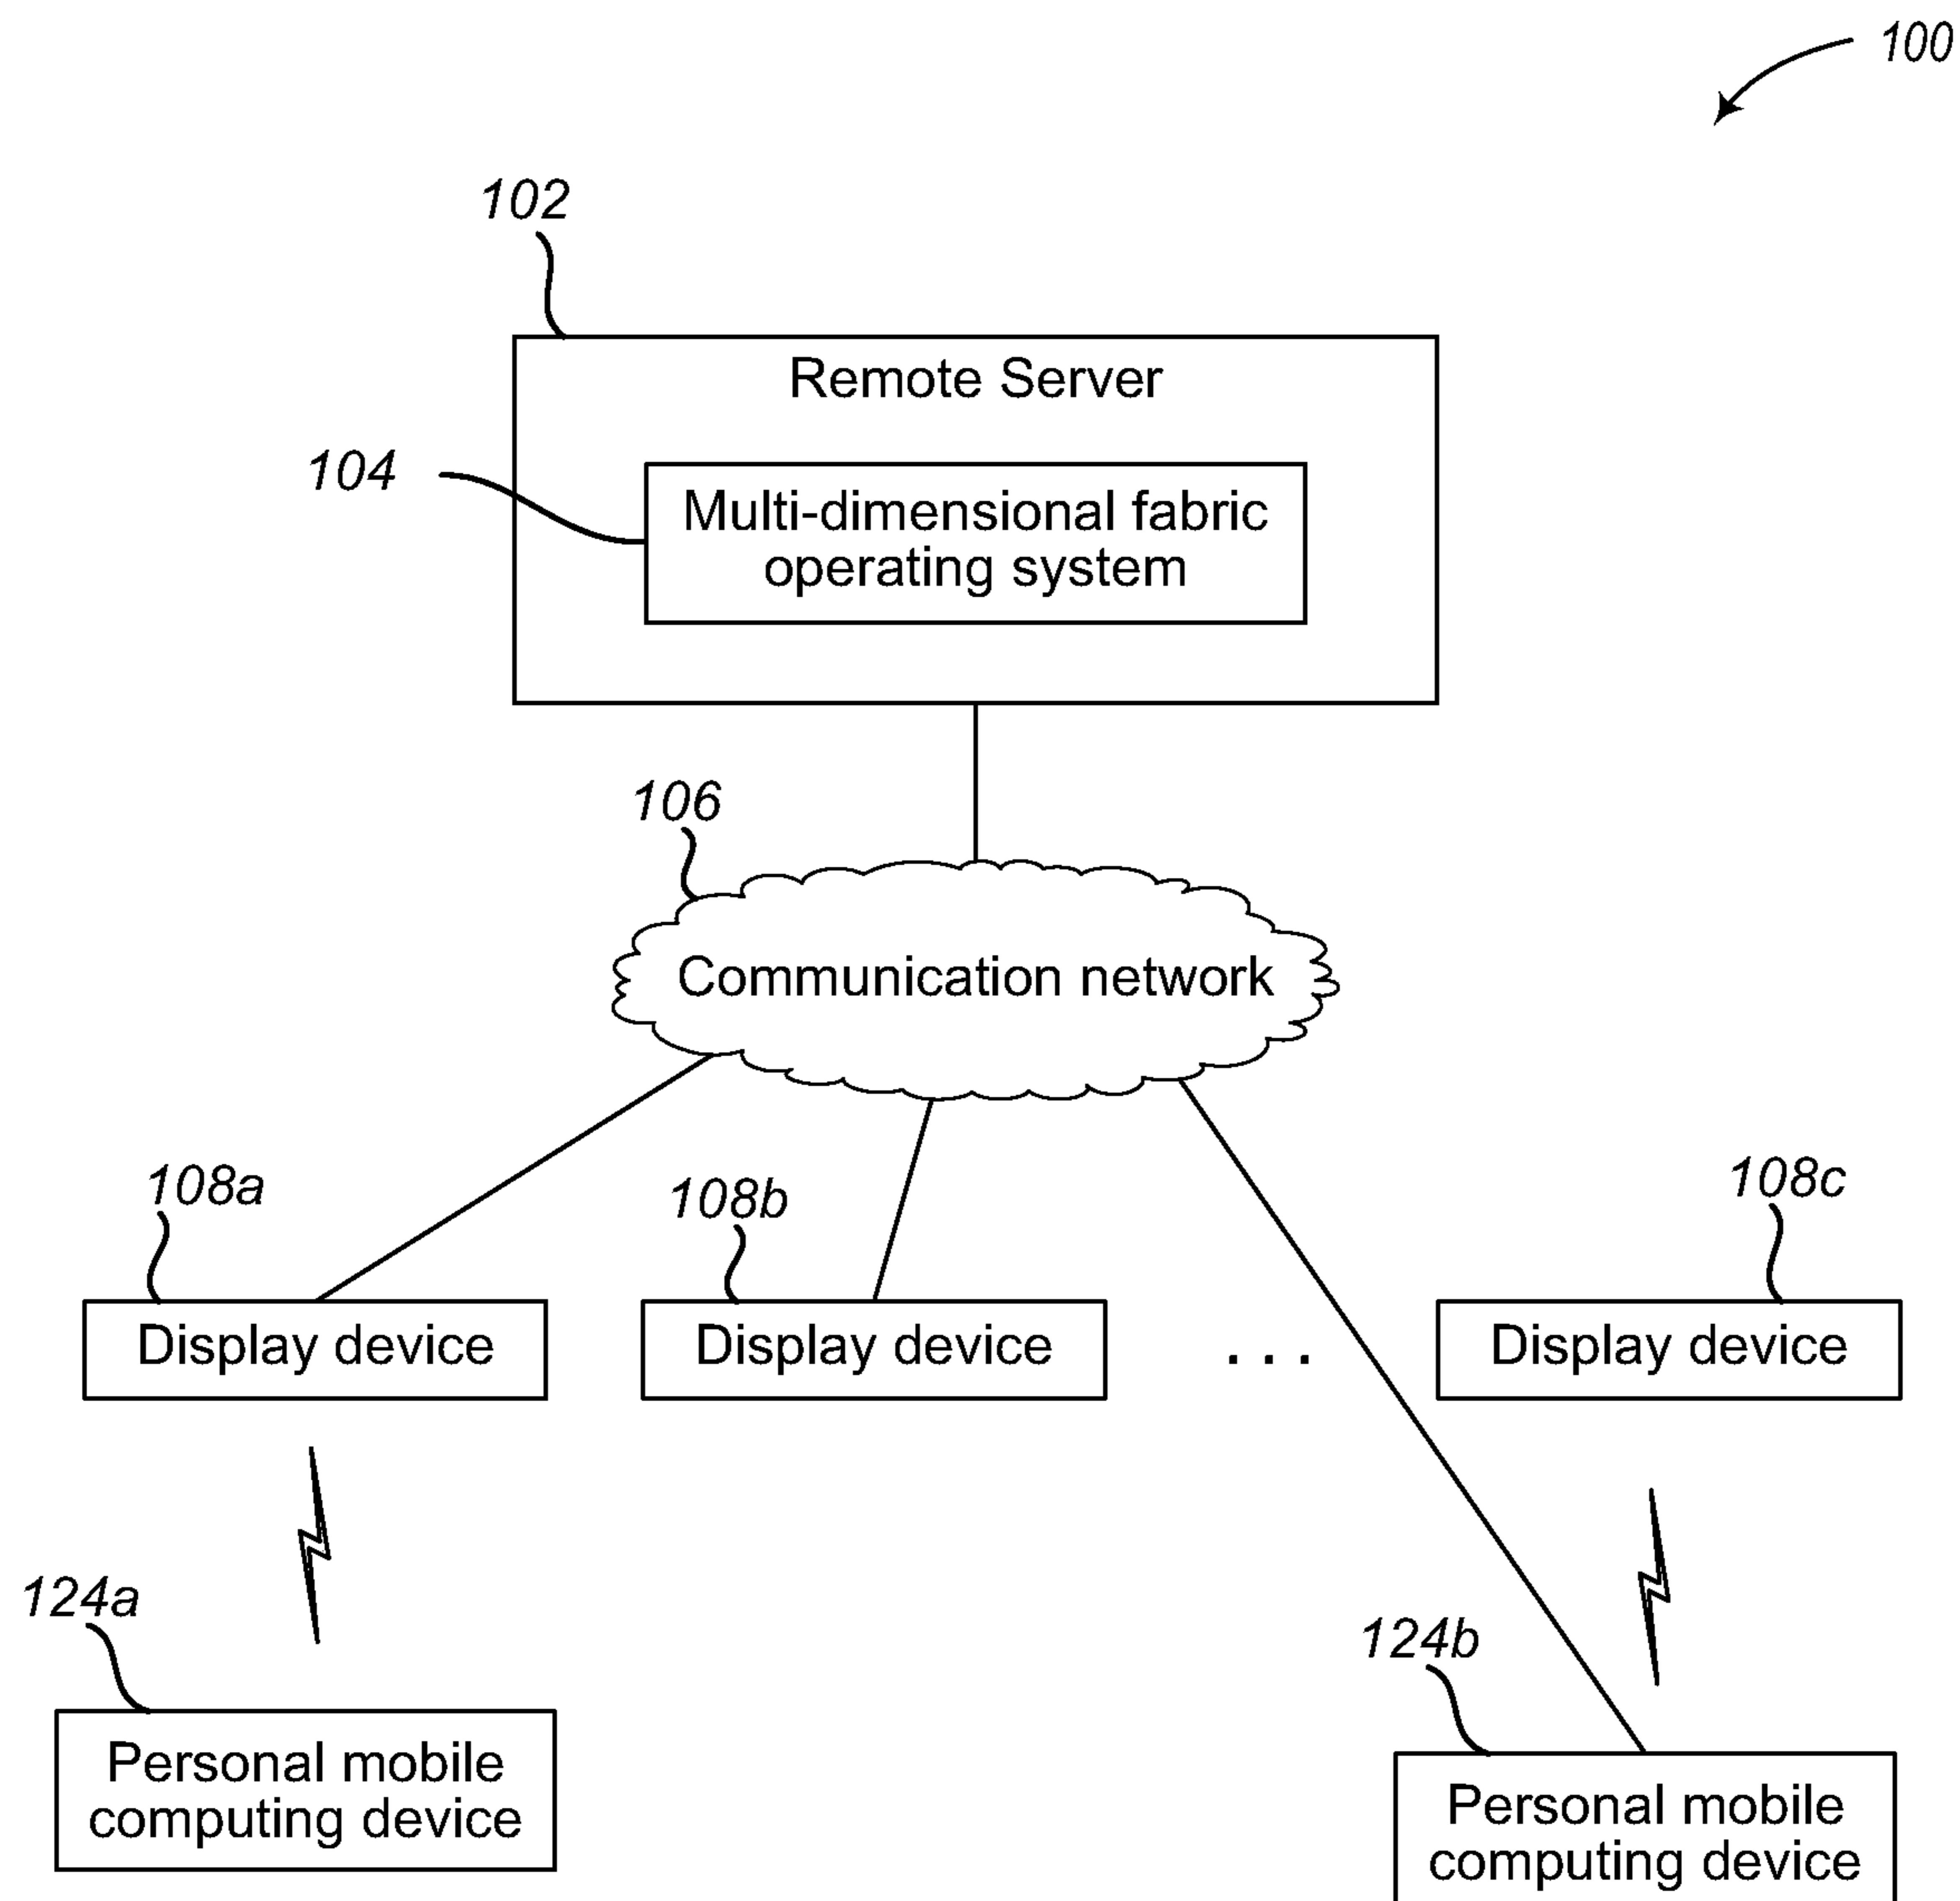 100
102
Remote Server
104
Multi-dimensional fabric
operating system
106
Communication network
108a
108b
108c
Display device
Display device
. . .
Display device
124a
124b
Personal mobile
computing device
Personal mobile
computing device